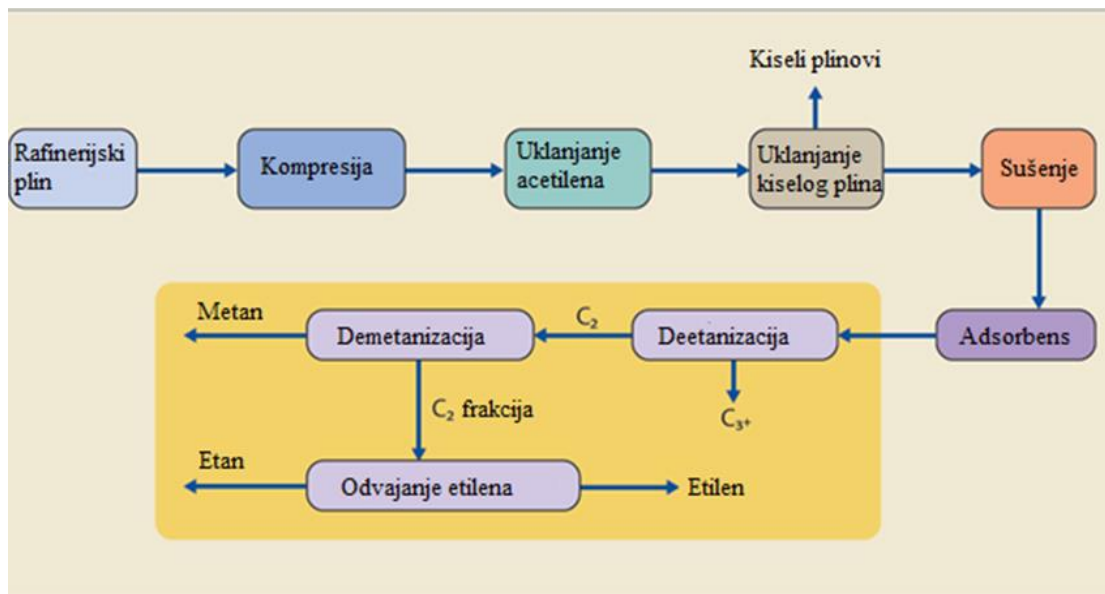 Kiseli plinovi
Rafinerijski
plin
Kompresija
Uklanjanje
acetilena
Uklanjanje
kiselog plina
Sušenje
Metan
Demetanizacija
C₂
Deetanizacija
Adsorbens
C₂ frakcija
C₃+
Etan
Odvajanje etilena
Etilen